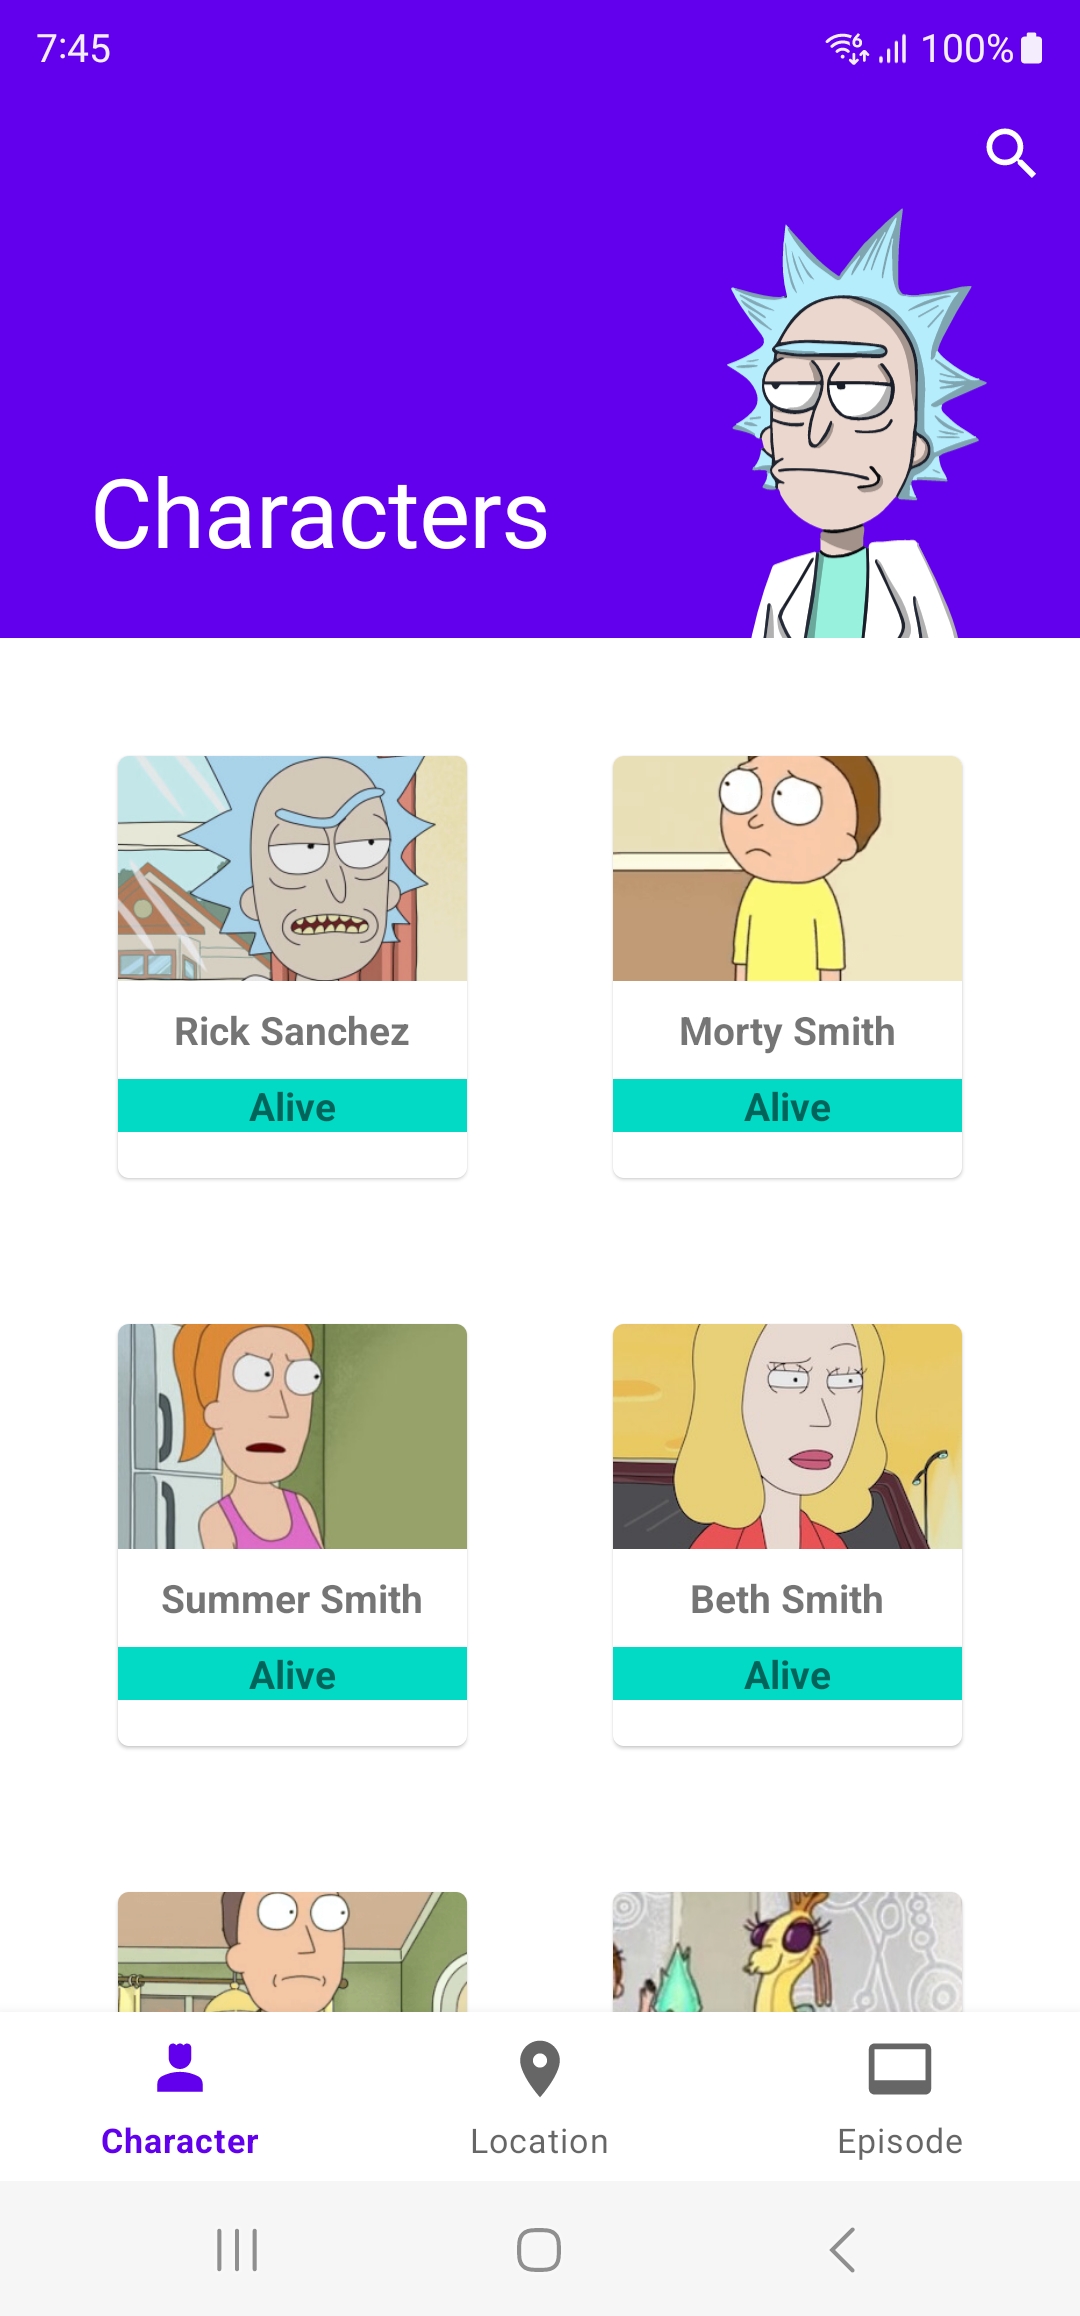 7:45
100%
Characters
Rick Sanchez
Alive
Morty Smith
Alive
Summer Smith
Alive
Beth Smith
Alive
Character
Location
Episode